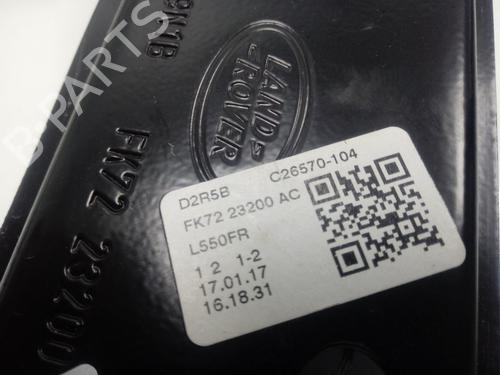 LAND
ROVER
FK72 23200
D2R5B C26570-104
FK72 23200 AC
L550FR
1 2 1-2
17.01.17
16.18.31
B-PARTS